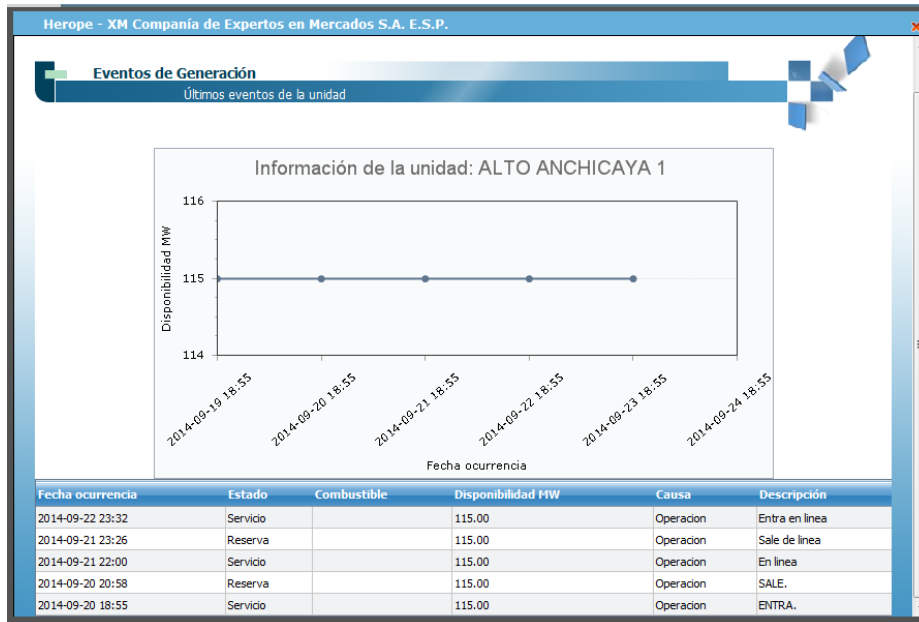 Herope - XM Companía de Expertos en Mercados S.A. E.S.P.
Eventos de Generación
Últimos eventos de la unidad
Información de la unidad: ALTO ANCHICAYA 1
116
115
114
Disponibilidad MW
2014-09-19 18:55
2014-09-20 18:55
2014-09-21 18:55
2014-09-22 18:55
2014-09-23 18:55
2014-09-24 18:55
Fecha ocurrencia
Fecha ocurrencia Estado Combustible Disponibilidad MW Causa Descripción
2014-09-22 23:32 Servicio 115.00 Operacion Entra en linea
2014-09-21 23:26 Reserva 115.00 Operacion Sale de linea
2014-09-21 22:00 Servicio 115.00 Operacion En linea
2014-09-20 20:58 Reserva 115.00 Operacion SALE.
2014-09-20 18:55 Servicio 115.00 Operacion ENTRA.